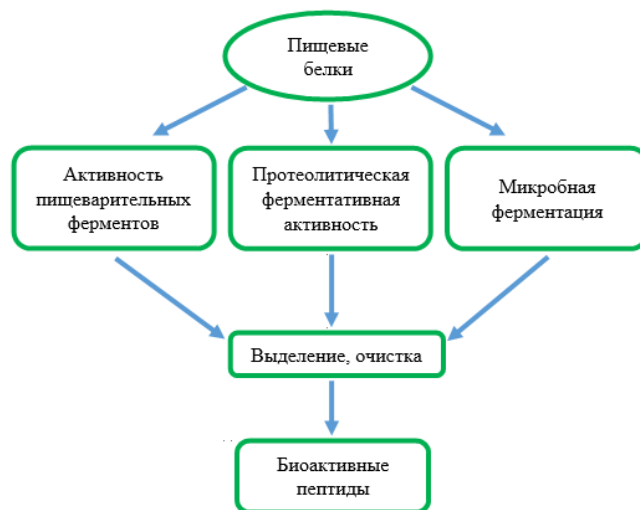 Пищевые
белки
Активность
пищеварительных
ферментов
Протеолитическая
ферментативная
активность
Микробная
ферментация
Выделение, очистка
Биоактивные
пептиды